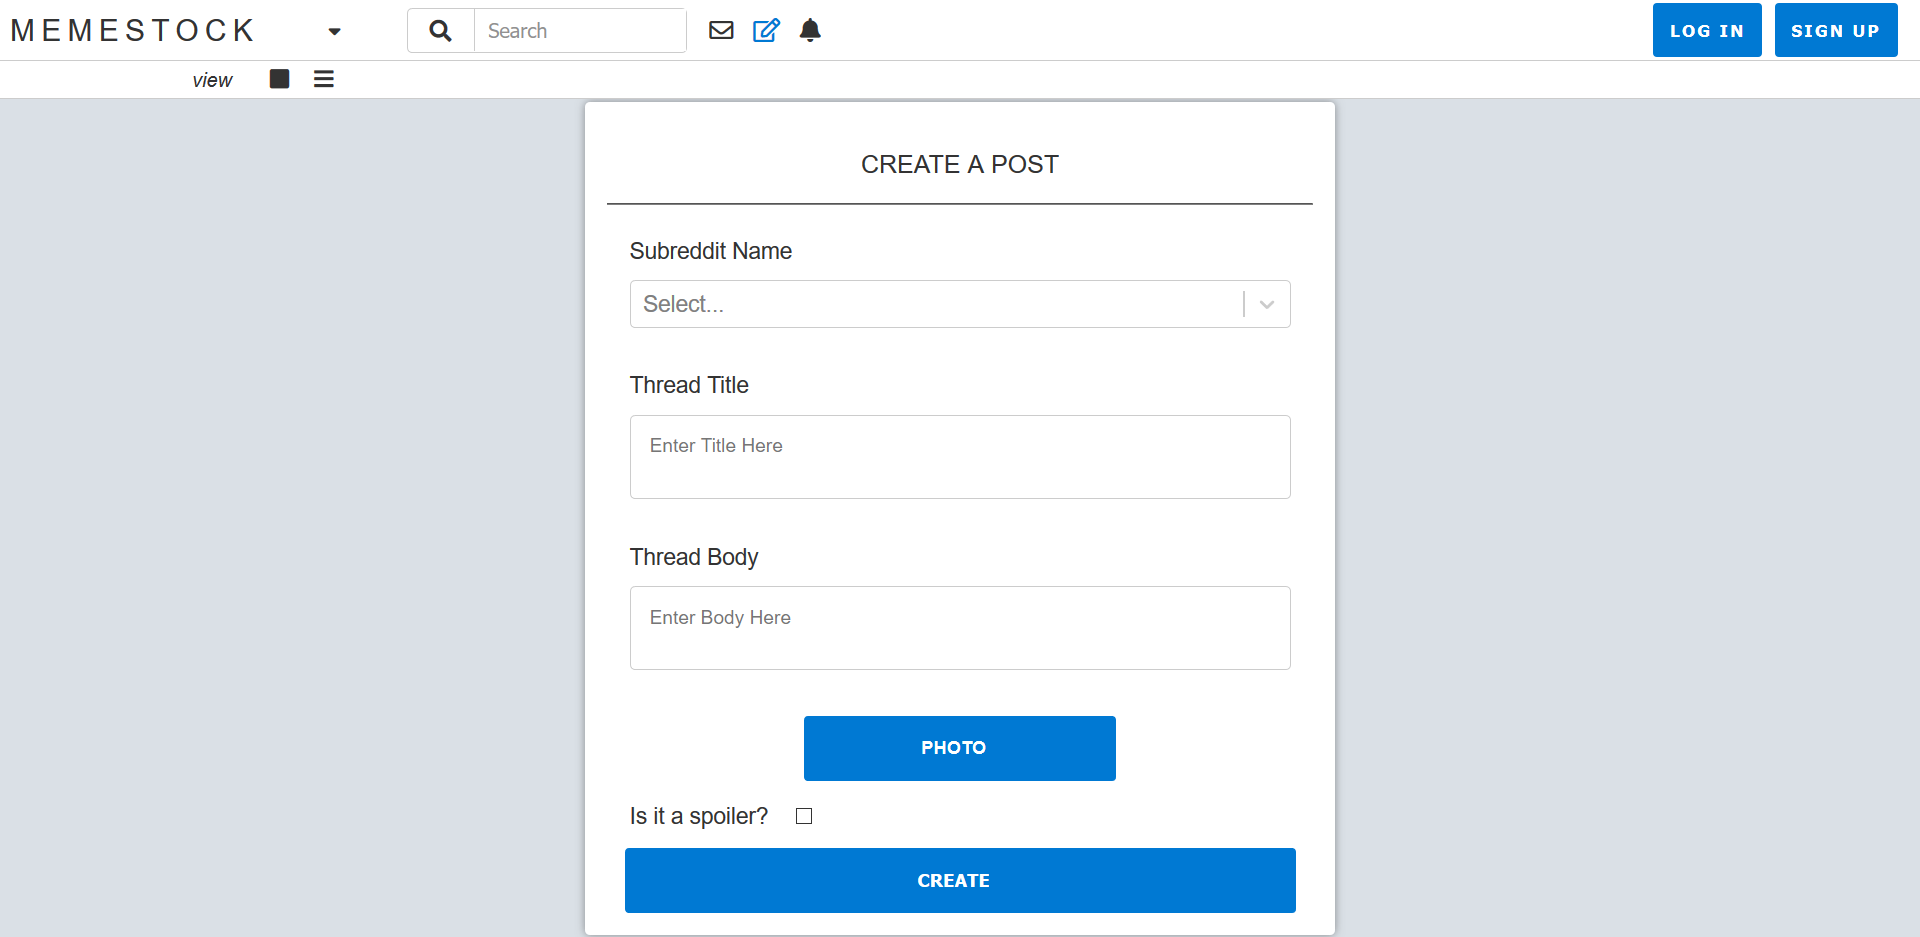 MEMESTOCK
Search
LOG IN
SIGN UP
view
CREATE A POST
Subreddit Name
Select...
Thread Title
Enter Title Here
Thread Body
Enter Body Here
PHOTO
Is it a spoiler?
CREATE